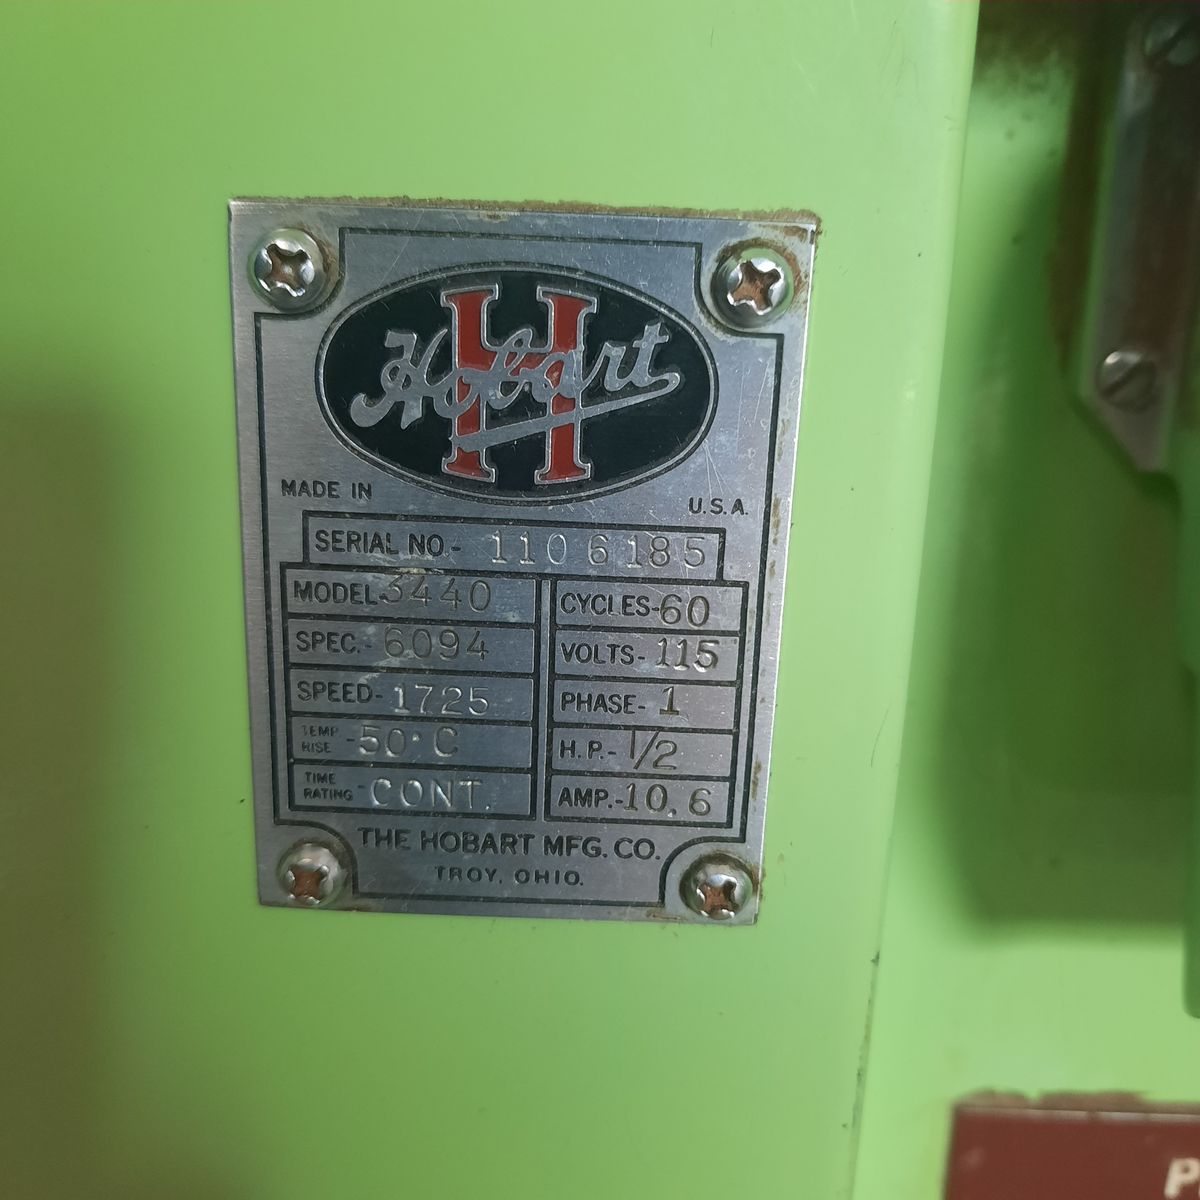 H
Hobart
MADE IN
U.S.A.
SERIAL NO.- 1106185
MODEL-3440
CYCLES-60
SPEC.- 6094
VOLTS- 115
SPEED- 1725
PHASE- 1
TEMP RISE -50°C
H.P.- 1/2
TIME RATING - CONT.
AMP.-10.6
THE HOBART MFG. CO.
TROY, OHIO.